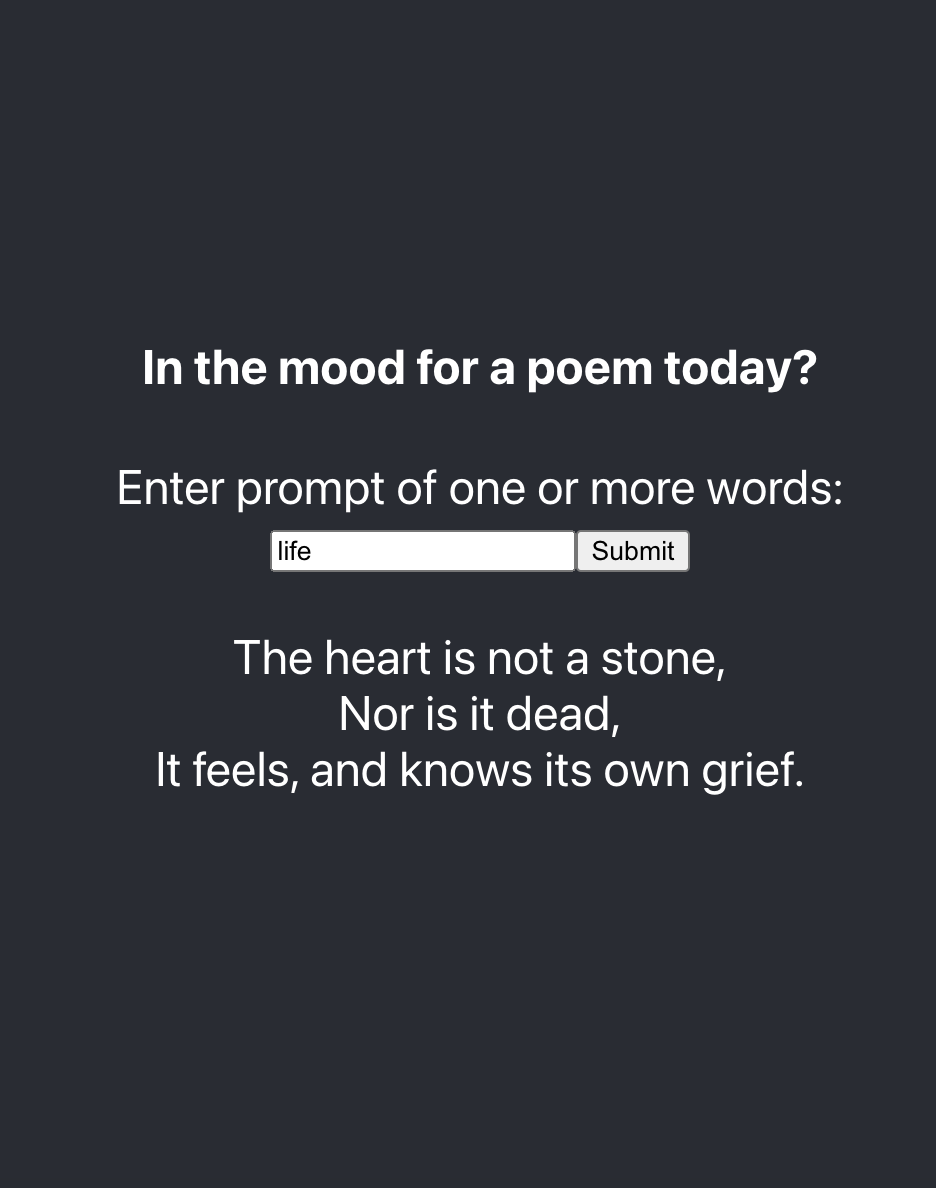 In the mood for a poem today?
Enter prompt of one or more words:
life Submit
The heart is not a stone,
Nor is it dead,
It feels, and knows its own grief.